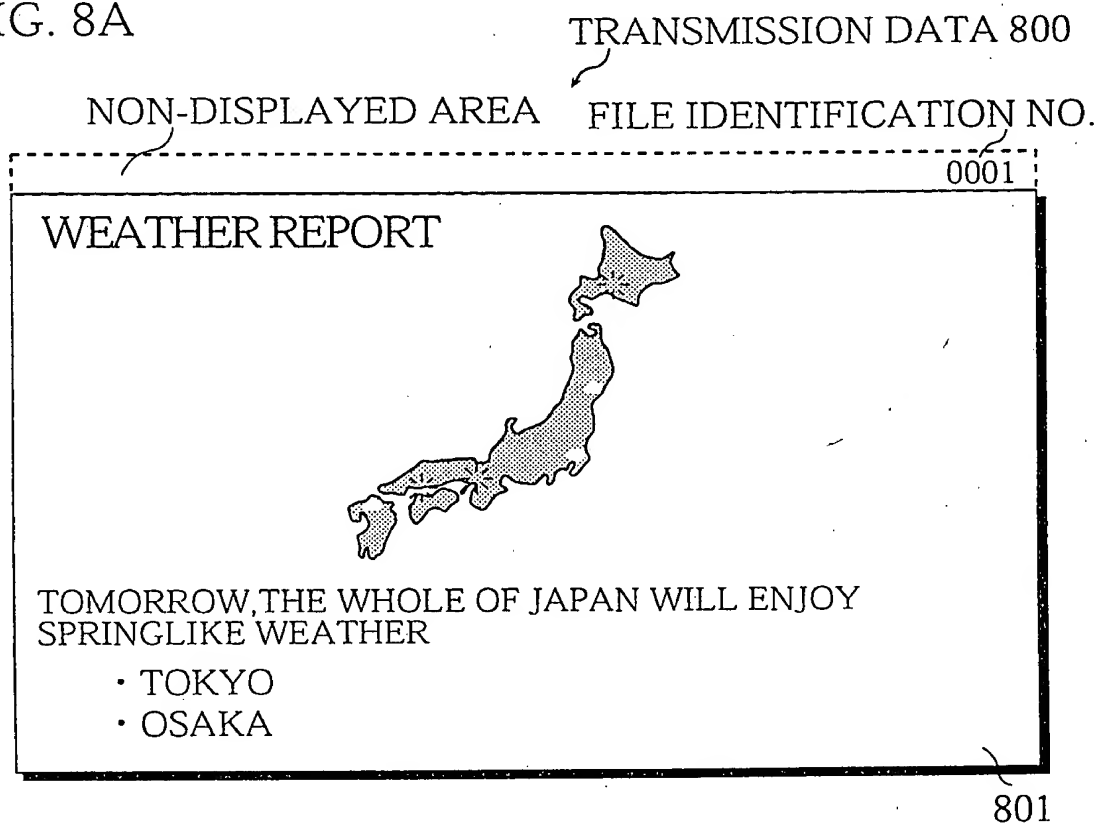 G. 8A
TRANSMISSION DATA 800
NON-DISPLAYED AREA
FILE IDENTIFICATION NO.
0001
WEATHER REPORT
TOMORROW,THE WHOLE OF JAPAN WILL ENJOY
SPRINGLIKE WEATHER
· TOKYO
· OSAKA
801